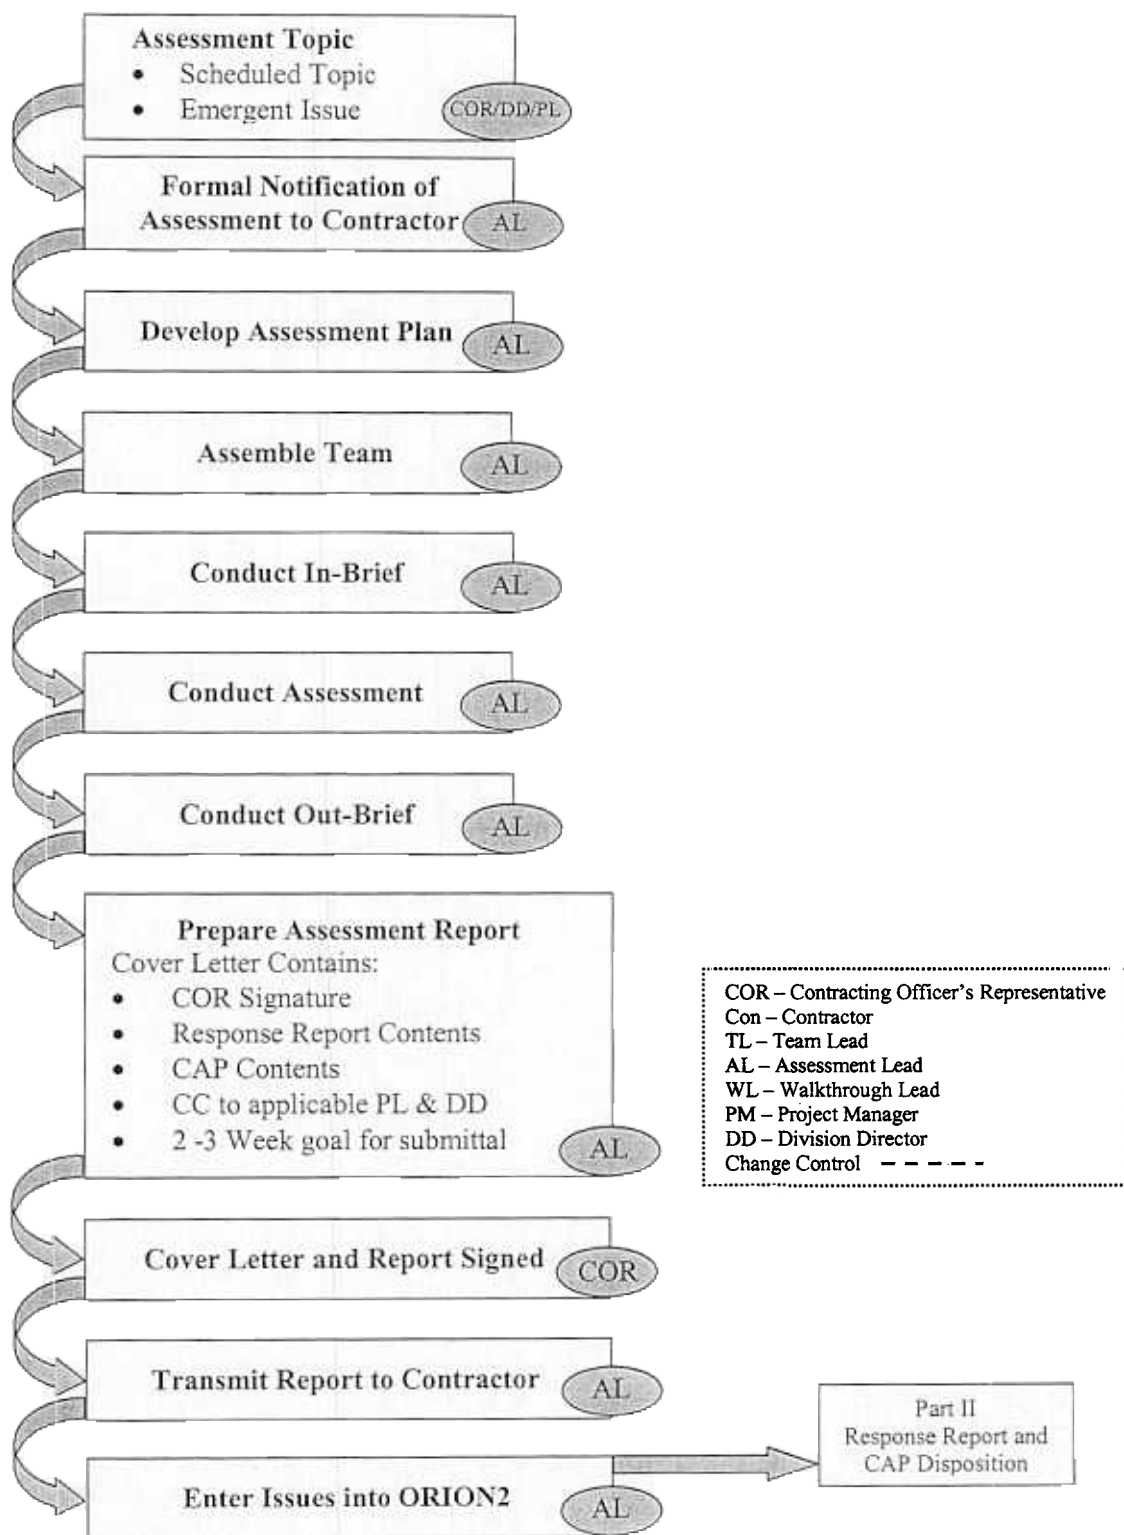 Assessment Topic
• Scheduled Topic
• Emergent Issue
COR/DD/PL
Formal Notification of
Assessment to Contractor
AL
Develop Assessment Plan
AL
Assemble Team
AL
Conduct In-Brief
AL
Conduct Assessment
AL
Conduct Out-Brief
AL
Prepare Assessment Report
Cover Letter Contains:
• COR Signature
• Response Report Contents
• CAP Contents
• CC to applicable PL & DD
• 2 -3 Week goal for submittal
AL
COR – Contracting Officer's Representative
Con – Contractor
TL – Team Lead
AL – Assessment Lead
WL – Walkthrough Lead
PM – Project Manager
DD – Division Director
Change Control
Cover Letter and Report Signed
COR
Transmit Report to Contractor
AL
Part II
Response Report and
CAP Disposition
Enter Issues into ORION2
AL